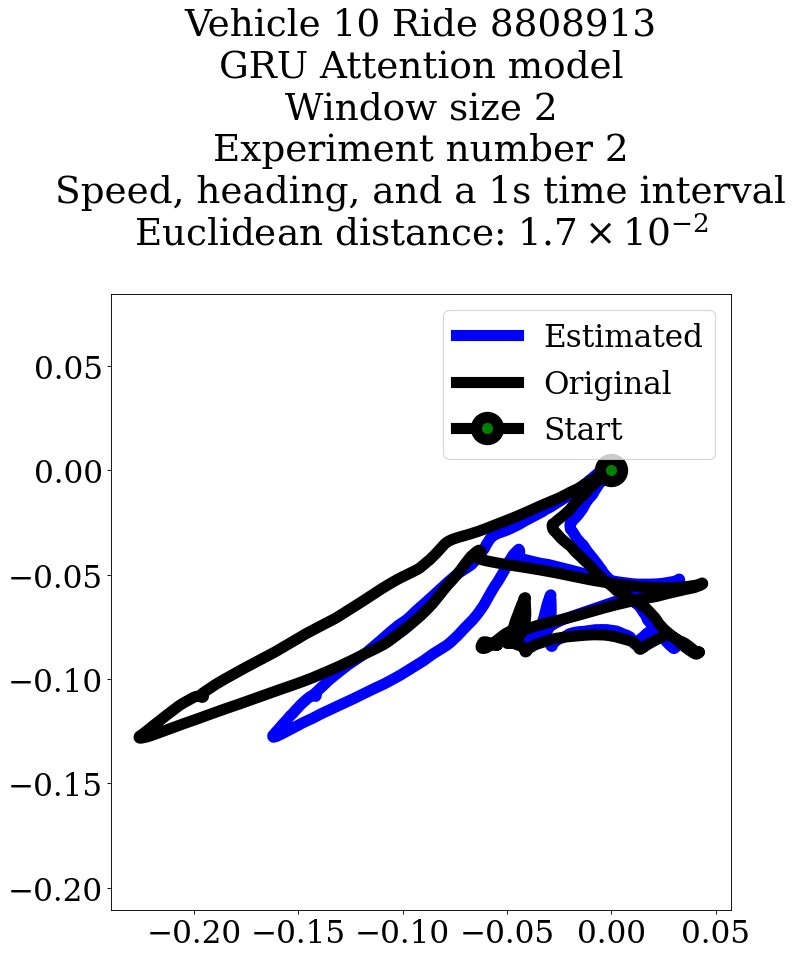 Vehicle 10 Ride 8808913
GRU Attention model
Window size 2
Experiment number 2
Speed, heading, and a 1s time interval
Euclidean distance: 1.7 × 10⁻²
Estimated
Original
Start
0.05
0.00
−0.05
−0.10
−0.15
−0.20
−0.20 −0.15 −0.10 −0.05 0.00 0.05